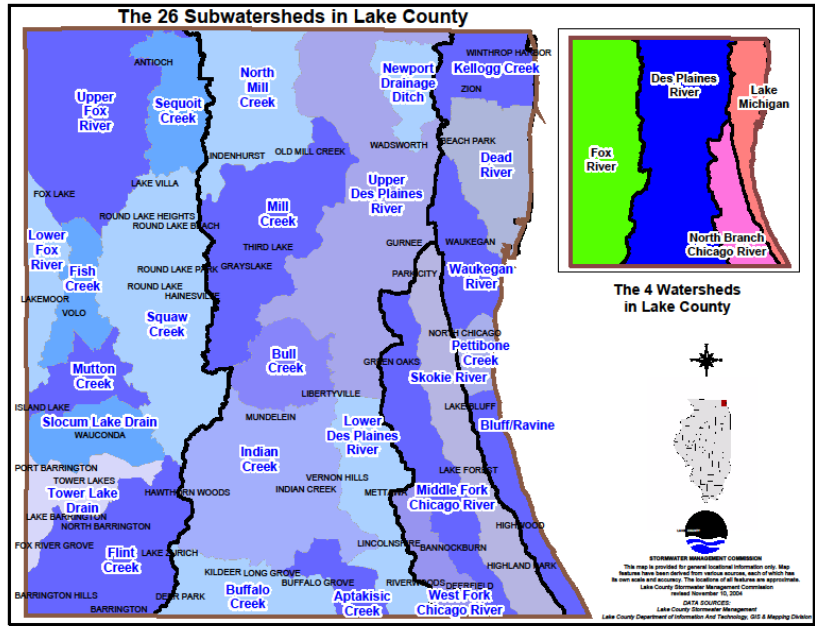 The 26 Subwatersheds in Lake County
WINTHROP HARBOR
ANTIOCH
North
Mill
Creek
Newport
Drainage
Ditch
Kellogg Creek
ZION
Upper
Fox
River
Sequoit
Creek
OLD MILL CREEK
WADSWORTH
BEACH PARK
LINDENHURST
Dead
River
LAKE VILLA
Upper
Des Plaines
River
FOX LAKE
Mill
Creek
ROUND LAKE HEIGHTS
ROUND LAKE BEACH
Lower
Fox
River
THIRD LAKE
GURNEE
WAUKEGAN
Fish
Creek
ROUND LAKE PARK
GRAYSLAKE
PARK CITY
Waukegan
River
ROUND LAKE
HAINESVILLE
LAKEMOOR
VOLO
Squaw
Creek
NORTH CHICAGO
Pettibone
Creek
Bull
Creek
GREEN OAKS
Mutton
Creek
Skokie River
LIBERTYVILLE
ISLAND LAKE
LAKE BLUFF
MUNDELEIN
Slocum Lake Drain
Lower
Des Plaines
River
Bluff/Ravine
WAUCONDA
Indian
Creek
PORT BARRINGTON
LAKE FOREST
TOWER LAKES
VERNON HILLS
Tower Lake
Drain
HAWTHORN WOODS
INDIAN CREEK
METTAWA
Middle Fork
Chicago River
LAKE BARRINGTON
NORTH BARRINGTON
HIGHWOOD
FOX RIVER GROVE
LINCOLNSHIRE
BANNOCKBURN
Flint
Creek
LAKE ZURICH
HIGHLAND PARK
KILDEER
LONG GROVE
BUFFALO GROVE
RIVERWOODS
DEERFIELD
BARRINGTON HILLS
DEER PARK
Buffalo
Creek
Aptakisic
Creek
West Fork
Chicago River
BARRINGTON
Des Plaines
River
Lake
Michigan
Fox
River
North Branch
Chicago River
The 4 Watersheds
in Lake County
STORMWATER MANAGEMENT COMMISSION
This map is provided for general locational information only. Map
features have been derived from various sources, each of which has
its own scale and accuracy. The locations of all features are approximate.
Lake County Stormwater Management Commission
revised November 10, 2004
DATA SOURCES:
Lake County Stormwater Management
Lake County Department of Information And Technology, GIS & Mapping Division